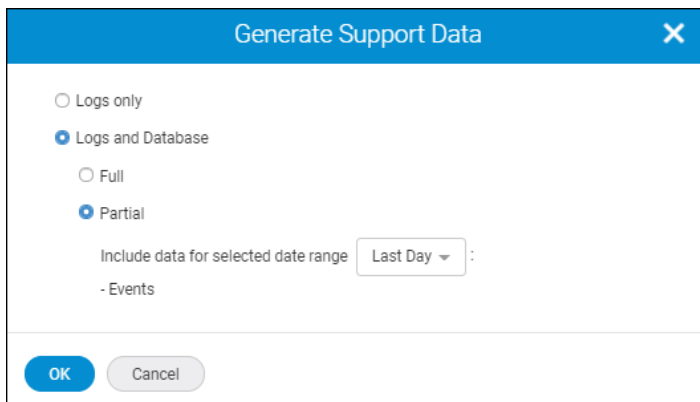 Generate Support Data
Logs only
Logs and Database
Full
Partial
Include data for selected date range Last Day :
- Events
OK Cancel